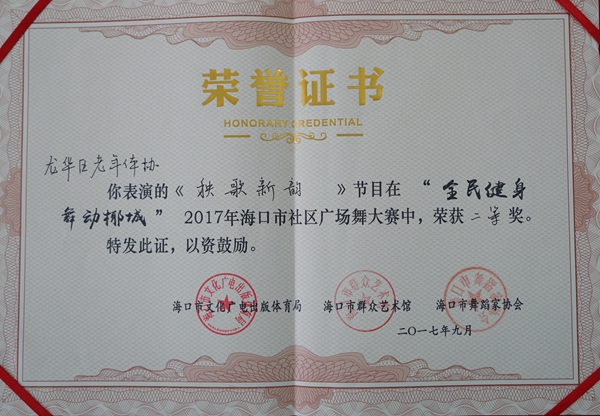 荣誉证书
HONORARY CREDENTIAL
龙华区老年体协
你表演的《秧歌新韵》节目在“全民健身
舞动椰城”2017年海口市社区广场舞大赛中，荣获二等奖。
特发此证，以资鼓励。
海口市文化广电出版体育局 海口市群众艺术馆 海口市舞蹈家协会
二〇一七年九月